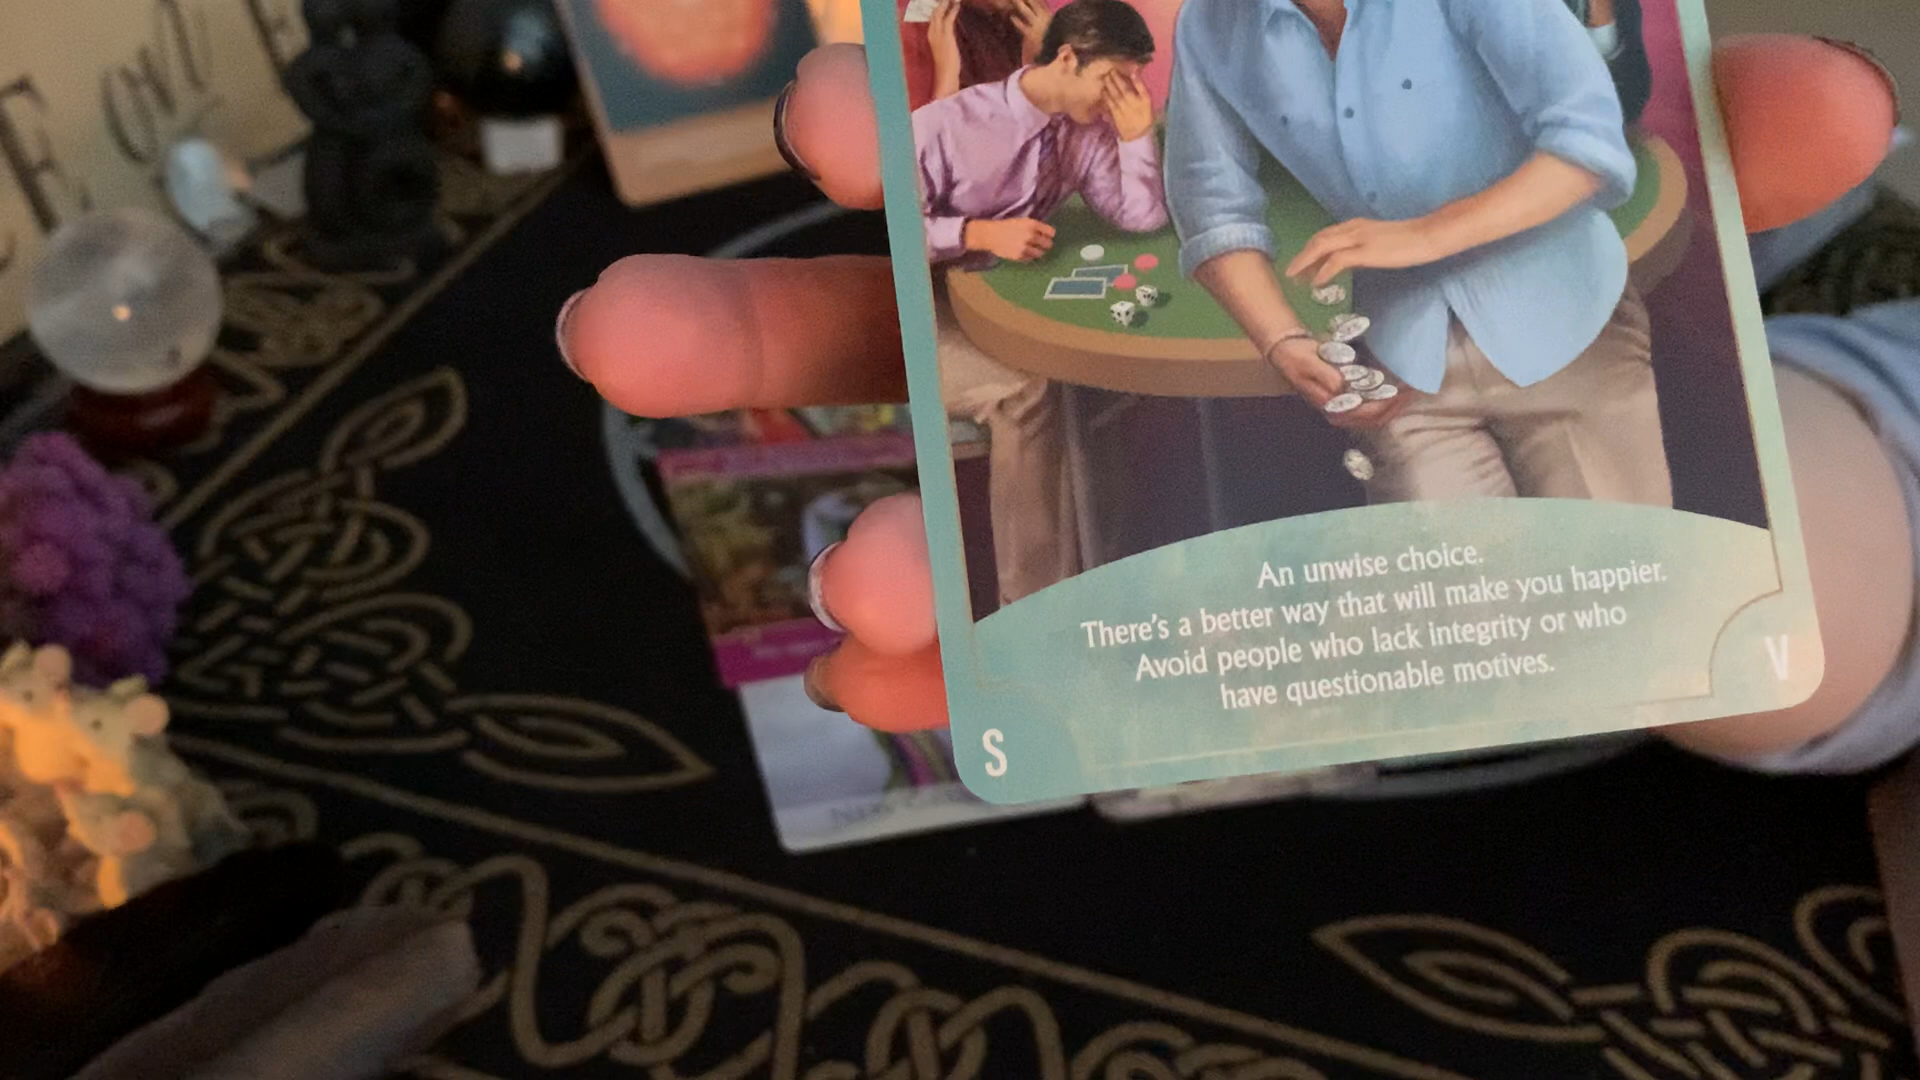 An unwise choice.
There's a better way that will make you happier.
Avoid people who lack integrity or who
have questionable motives.
S
V